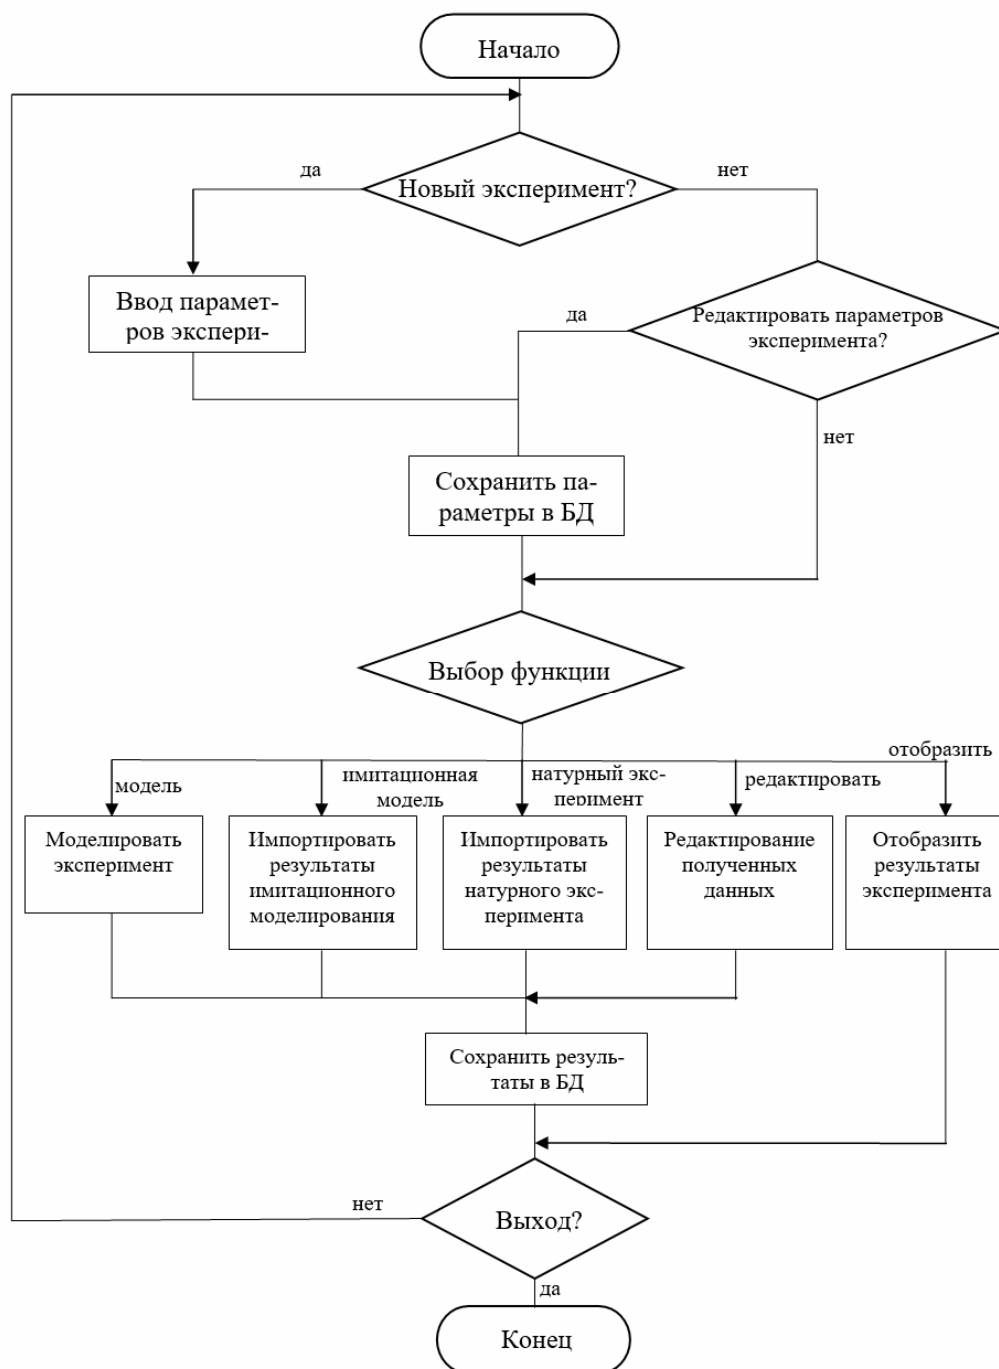 Начало
да
нет
Новый эксперимент?
Ввод парамет-
ров экспери-
да
Редактировать параметров
эксперимента?
нет
Сохранить па-
раметры в БД
Выбор функции
модель
имитационная
модель
натурный экс-
перимент
редактировать
отобразить
Моделировать
эксперимент
Импортировать
результаты
имитационного
моделирования
Импортировать
результаты
натурного экс-
перимента
Редактирование
полученных
данных
Отобразить
результаты
эксперимента
Сохранить резуль-
таты в БД
нет
Выход?
да
Конец